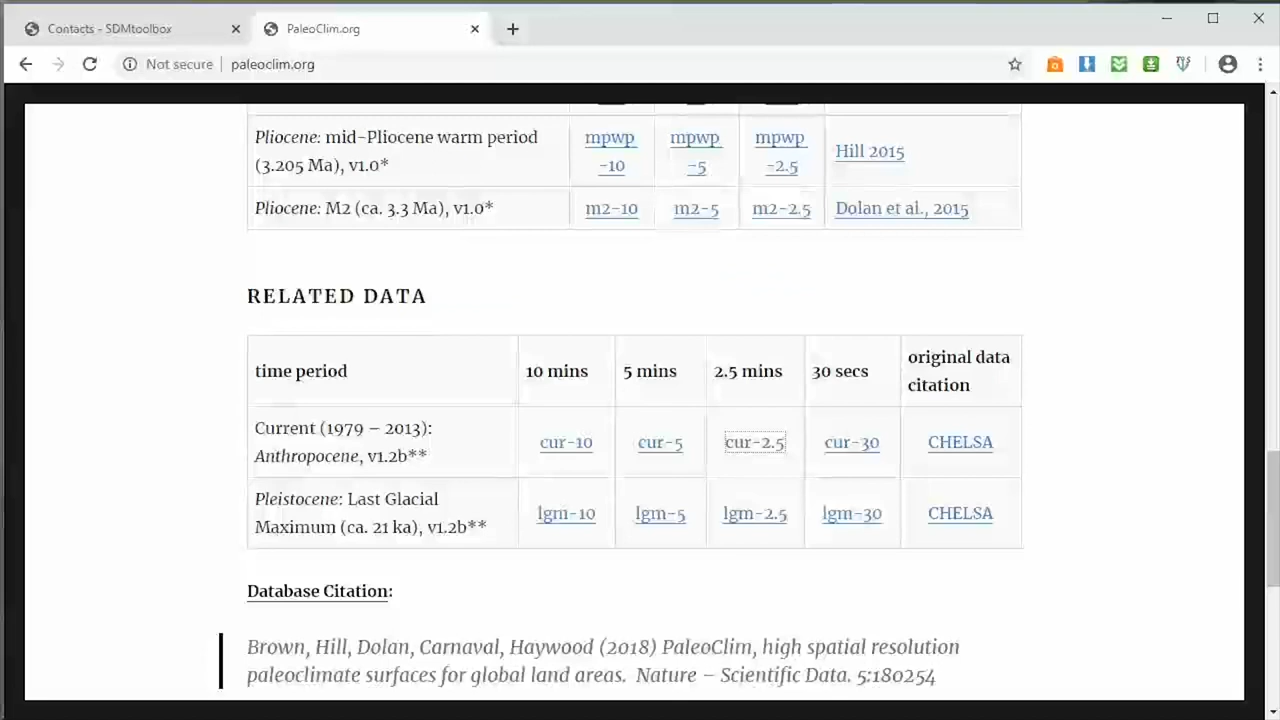 Contacts - SDMtoolbox
PaleoClim.org
Not secure
paleoclim.org
Pliocene: mid-Pliocene warm period (3.205 Ma), v1.0*
mpwp -10
mpwp -5
mpwp -2.5
Hill 2015
Pliocene: M2 (ca. 3.3 Ma), v1.0*
m2-10
m2-5
m2-2.5
Dolan et al., 2015
RELATED DATA
time period
10 mins
5 mins
2.5 mins
30 secs
original data citation
Current (1979 – 2013): Anthropocene, v1.2b**
cur-10
cur-5
cur-2.5
cur-30
CHELSA
Pleistocene: Last Glacial Maximum (ca. 21 ka), v1.2b**
lgm-10
lgm-5
lgm-2.5
lgm-30
CHELSA
Database Citation:
Brown, Hill, Dolan, Carnaval, Haywood (2018) PaleoClim, high spatial resolution
paleoclimate surfaces for global land areas. Nature – Scientific Data. 5:180254